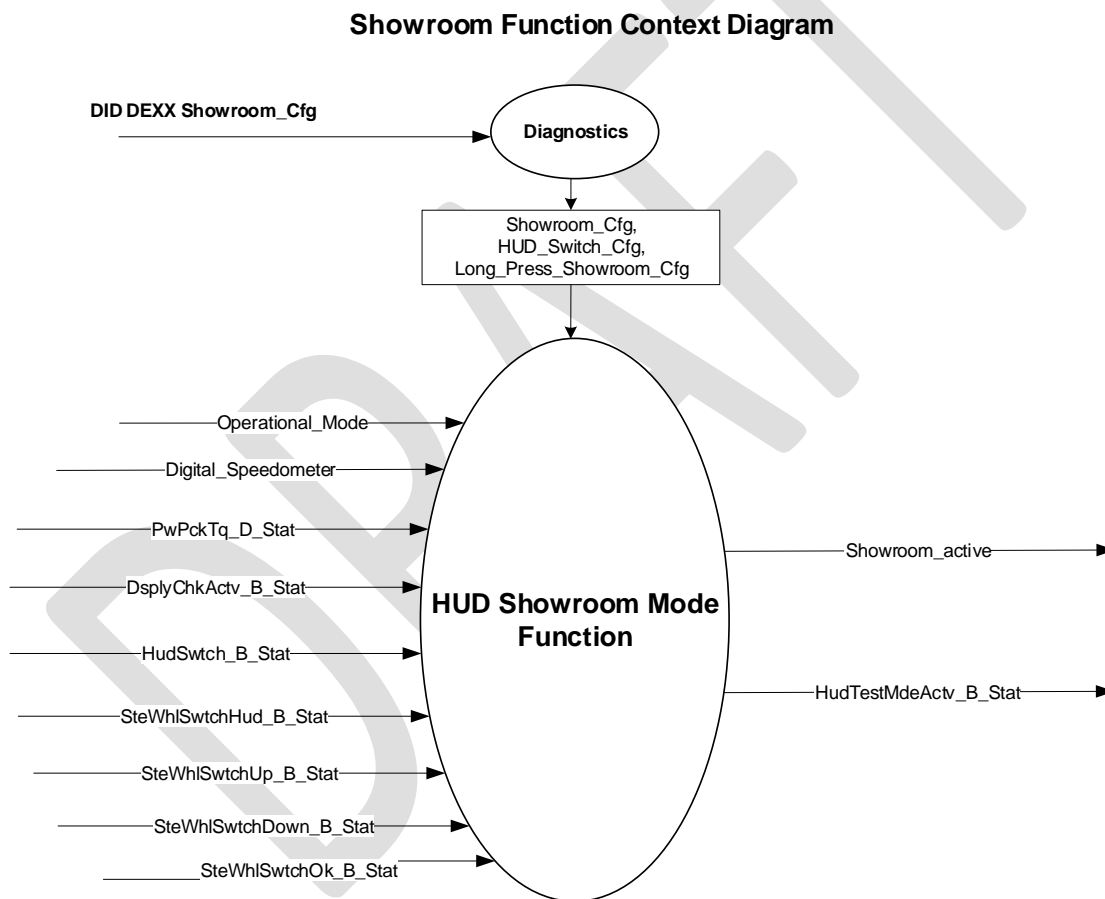 Showroom Function Context Diagram
DID DEXX Showroom_Cfg
Diagnostics
Showroom_Cfg,
HUD_Switch_Cfg,
Long_Press_Showroom_Cfg
Operational_Mode
Digital_Speedometer
PwPckTq_D_Stat
DsplyChkActv_B_Stat
HudSwtch_B_Stat
SteWhlSwtchHud_B_Stat
SteWhlSwtchUp_B_Stat
SteWhlSwtchDown_B_Stat
SteWhlSwtchOk_B_Stat
HUD Showroom Mode
Function
Showroom_active
HudTestMdeActv_B_Stat
DRAFT